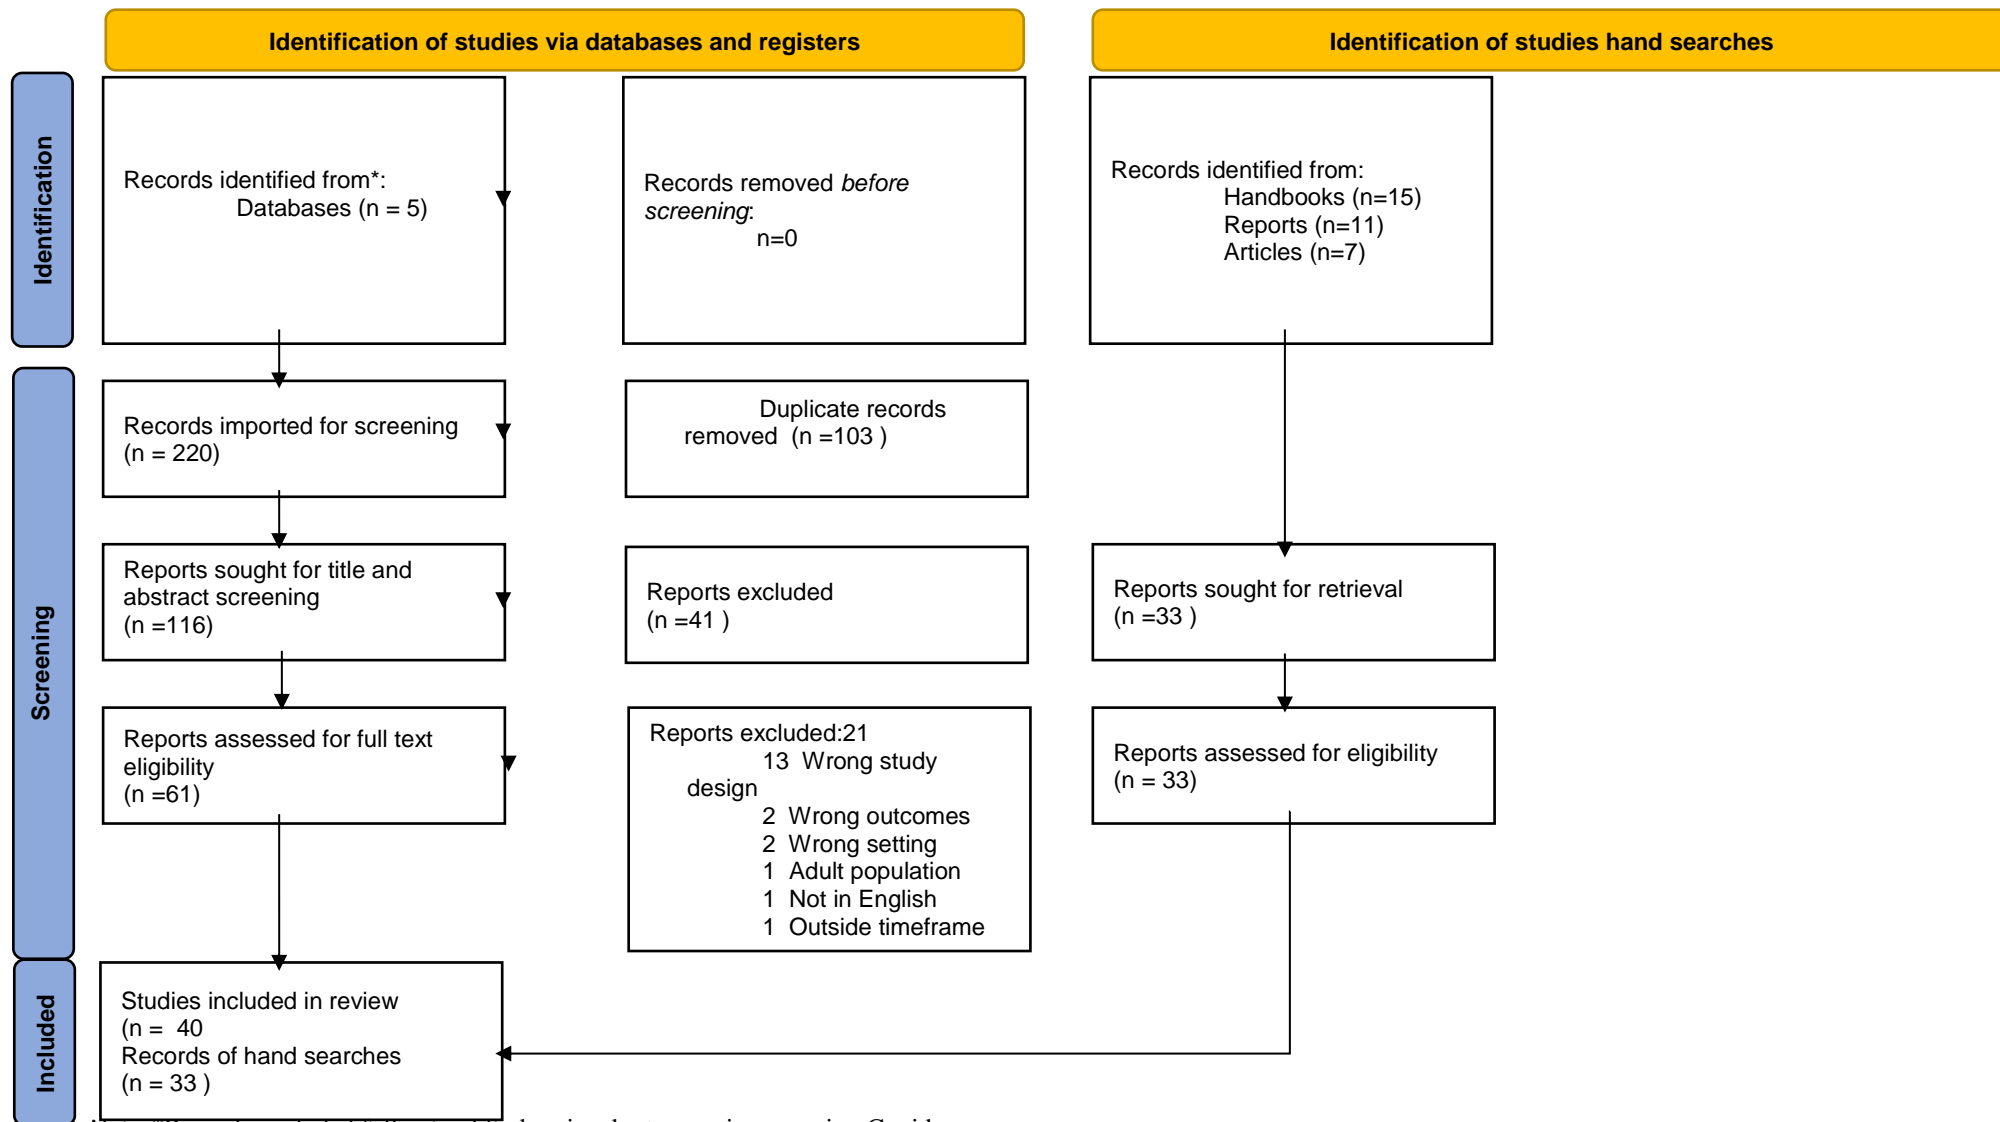 Identification of studies via databases and registers
Identification of studies hand searches
Identification
Records identified from*:
Databases (n = 5)
Records removed before
screening:
n=0
Records identified from:
Handbooks (n=15)
Reports (n=11)
Articles (n=7)
Screening
Records imported for screening
(n = 220)
Duplicate records
removed (n =103 )
Reports sought for title and
abstract screening
(n =116)
Reports excluded
(n =41 )
Reports sought for retrieval
(n =33 )
Reports assessed for full text
eligibility
(n =61)
Reports excluded:21
13 Wrong study
design
2 Wrong outcomes
2 Wrong setting
1 Adult population
1 Not in English
1 Outside timeframe
Reports assessed for eligibility
(n = 33)
Included
Studies included in review
(n = 40
Records of hand searches
(n = 33 )